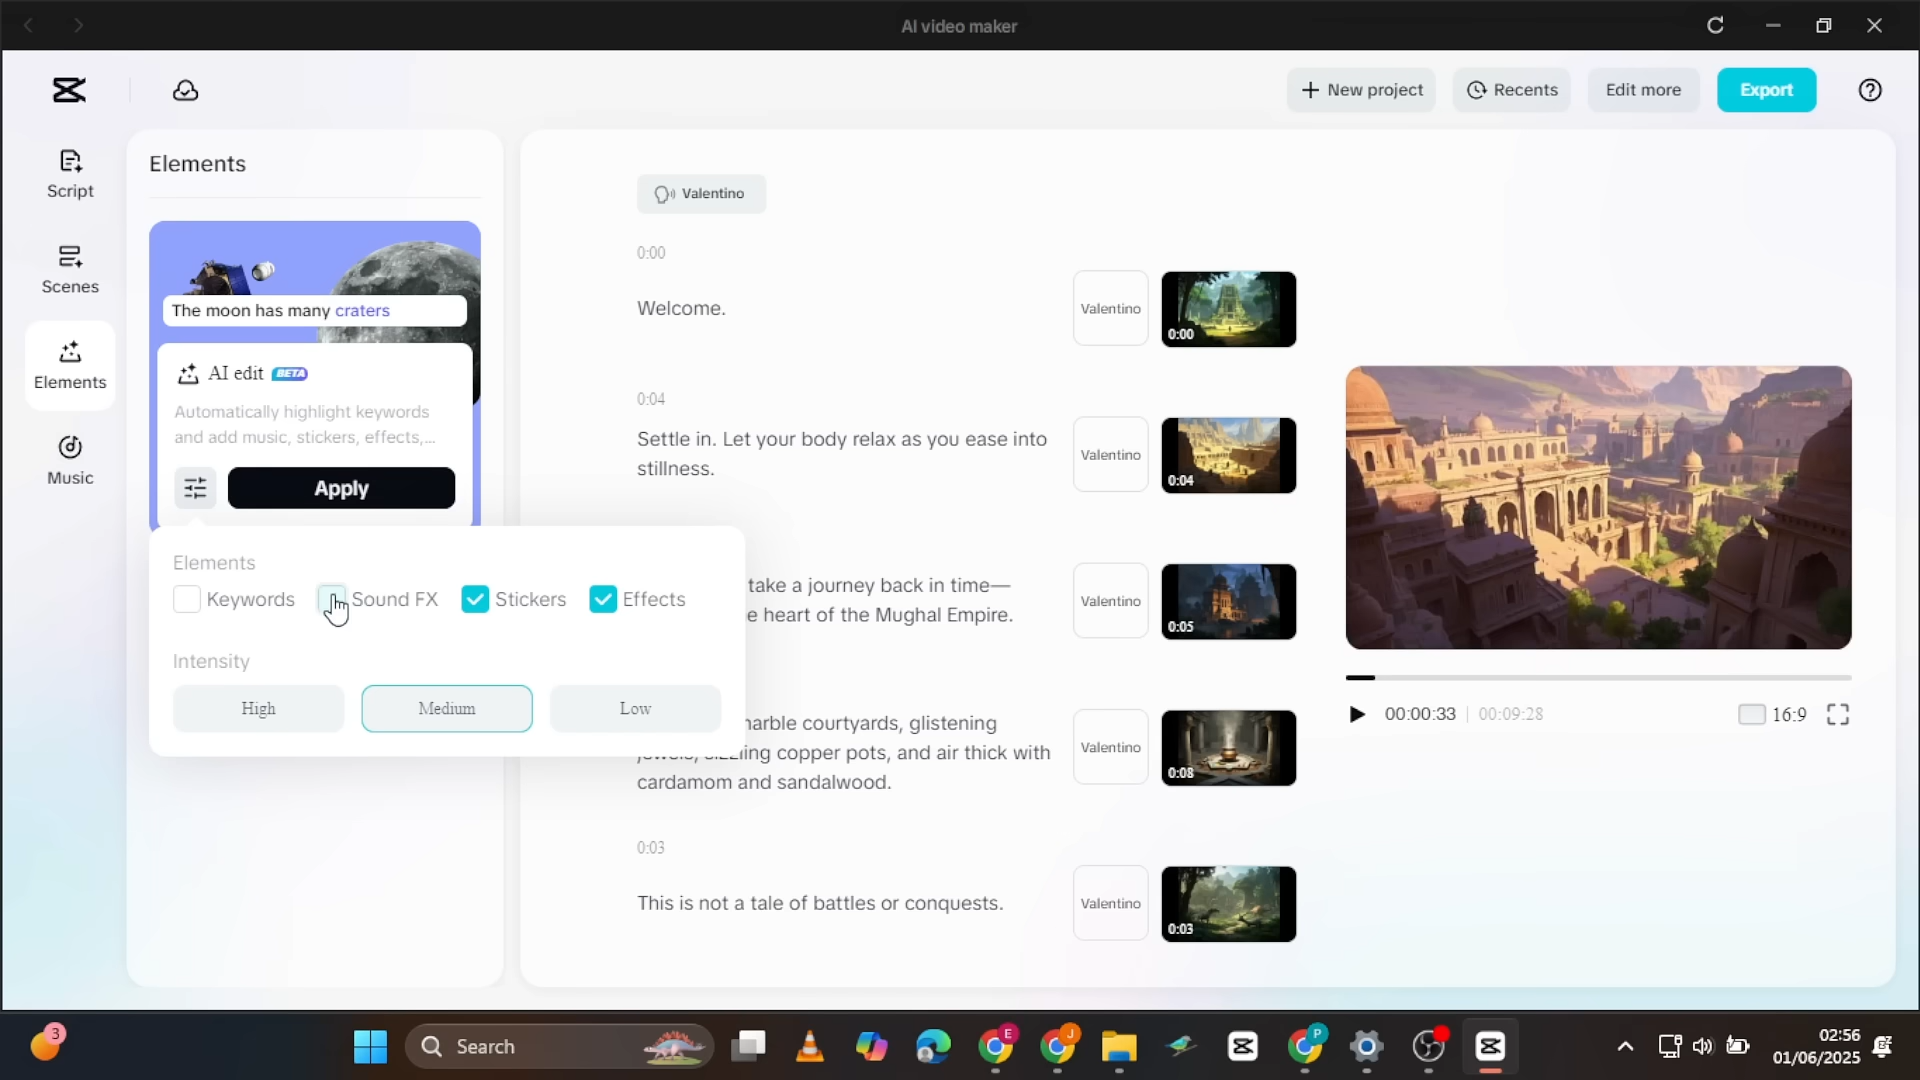 AI video maker
New project
Recents
Edit more
Export
Script
Scenes
Elements
Music
Elements
The moon has many craters
AI edit BETA
Automatically highlight keywords
and add music, stickers, effects,...
Apply
Elements
Keywords
Sound FX
Stickers
Effects
Intensity
High
Medium
Low
Valentino
0:00
Welcome.
Valentino
0:00
0:04
Settle in. Let your body relax as you ease into
stillness.
Valentino
0:04
take a journey back in time—
e heart of the Mughal Empire.
Valentino
0:05
marble courtyards, glistening
jewels, sizzling copper pots, and air thick with
cardamom and sandalwood.
Valentino
0:08
0:03
This is not a tale of battles or conquests.
Valentino
0:03
00:00:33
00:09:28
16:9
3
Search
E
J
P
02:56
01/06/2025